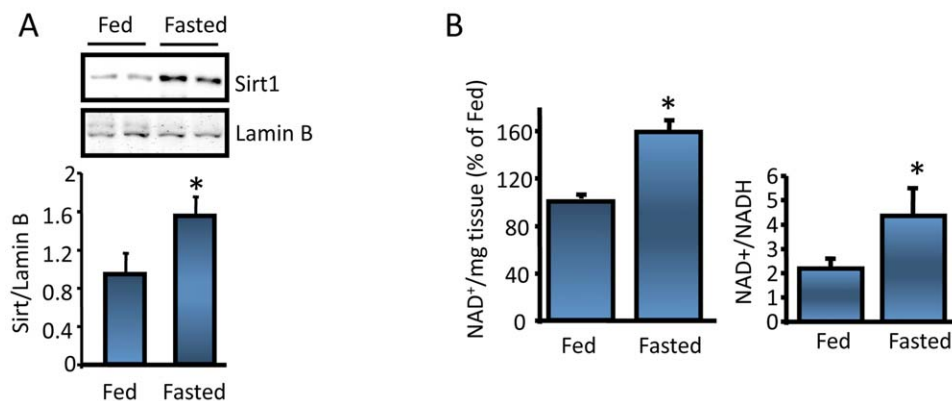 A
Fed Fasted
Sirt1
Lamin B
Sirt/Lamin B
2
1.6
1.2
0.8
0.4
0
*
Fed Fasted
B
NAD⁺/mg tissue (% of Fed)
160
120
80
40
0
*
Fed Fasted
NAD+/NADH
6
5
4
3
2
1
0
*
Fed Fasted